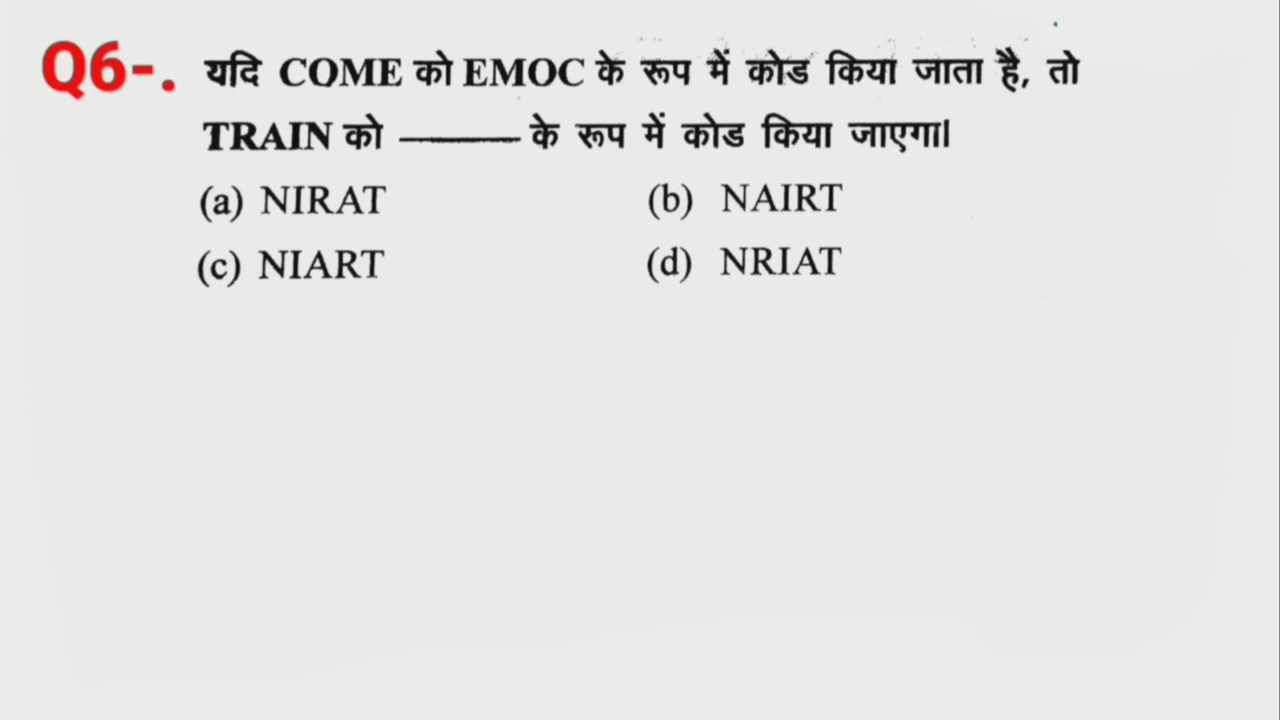 Q6-. यदि COME को EMOC के रूप में कोड किया जाता है, तो
TRAIN को ——— के रूप में कोड किया जाएगा।
(a) NIRAT (b) NAIRT
(c) NIART (d) NRIAT